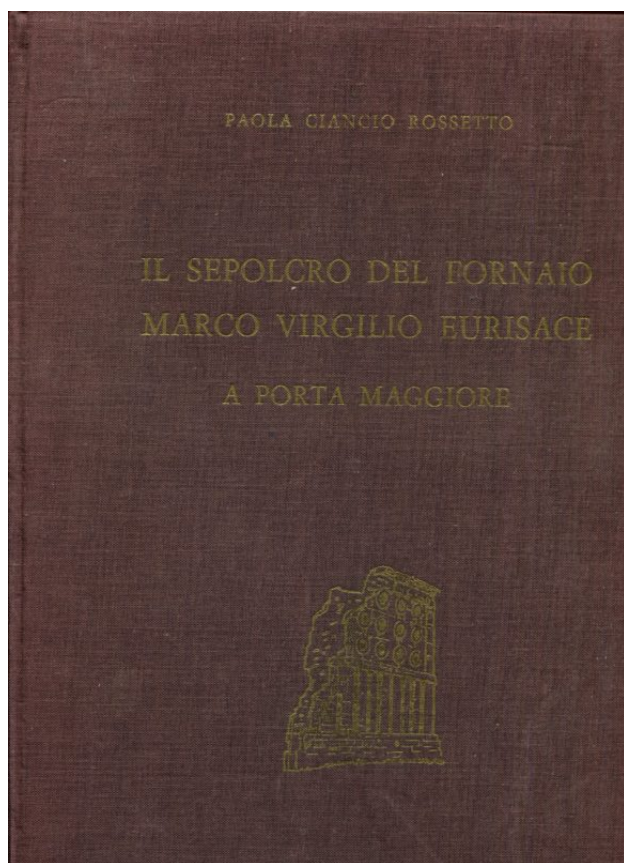 PAOLA CIANCIO ROSSETTO
IL SEPOLCRO DEL FORNAIO
MARCO VIRGILIO EURISACE
A PORTA MAGGIORE